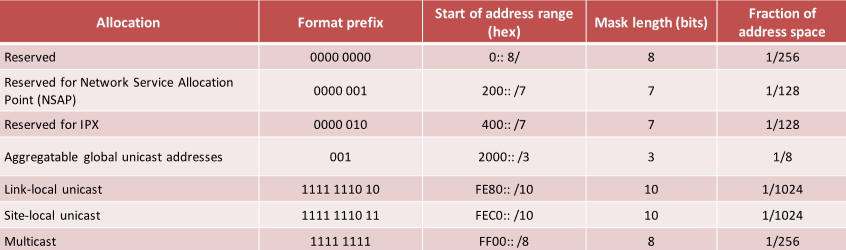 Allocation Format prefix Start of address range (hex) Mask length (bits) Fraction of address space
Reserved 0000 0000 0:: 8/ 8 1/256
Reserved for Network Service Allocation Point (NSAP) 0000 001 200:: /7 7 1/128
Reserved for IPX 0000 010 400:: /7 7 1/128
Aggregatable global unicast addresses 001 2000:: /3 3 1/8
Link-local unicast 1111 1110 10 FE80:: /10 10 1/1024
Site-local unicast 1111 1110 11 FEC0:: /10 10 1/1024
Multicast 1111 1111 FF00:: /8 8 1/256